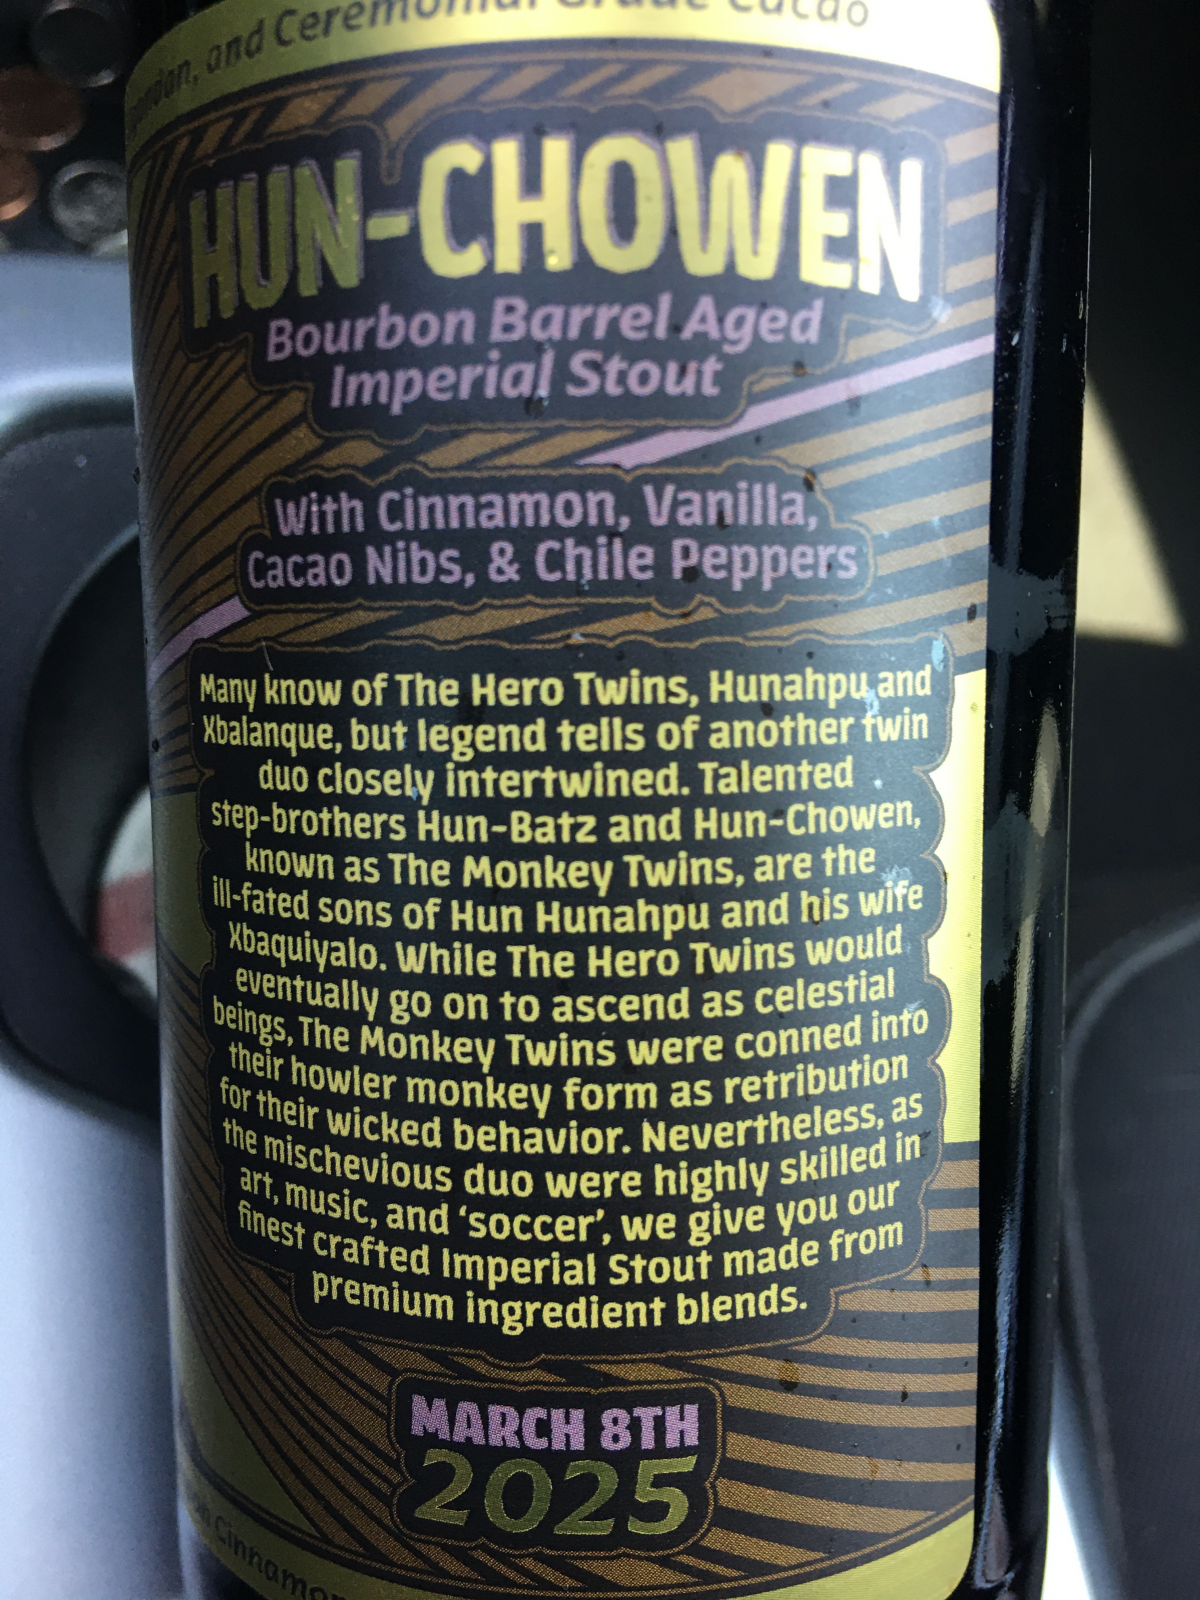 and Ceremonial Grade Cacao
HUN-CHOWEN
Bourbon Barrel Aged
Imperial Stout
With Cinnamon, Vanilla,
Cacao Nibs, & Chile Peppers
Many know of The Hero Twins, Hunahpu and
Xbalanque, but legend tells of another twin
duo closely intertwined. Talented
step-brothers Hun-Batz and Hun-Chowen,
known as The Monkey Twins, are the
ill-fated sons of Hun Hunahpu and his wife
Xbaquiyalo. While The Hero Twins would
eventually go on to ascend as celestial
beings, The Monkey Twins were conned into
their howler monkey form as retribution
for their wicked behavior. Nevertheless, as
the mischevious duo were highly skilled in
art, music, and ‘soccer’, we give you our
finest crafted Imperial Stout made from
premium ingredient blends.
MARCH 8TH
2025